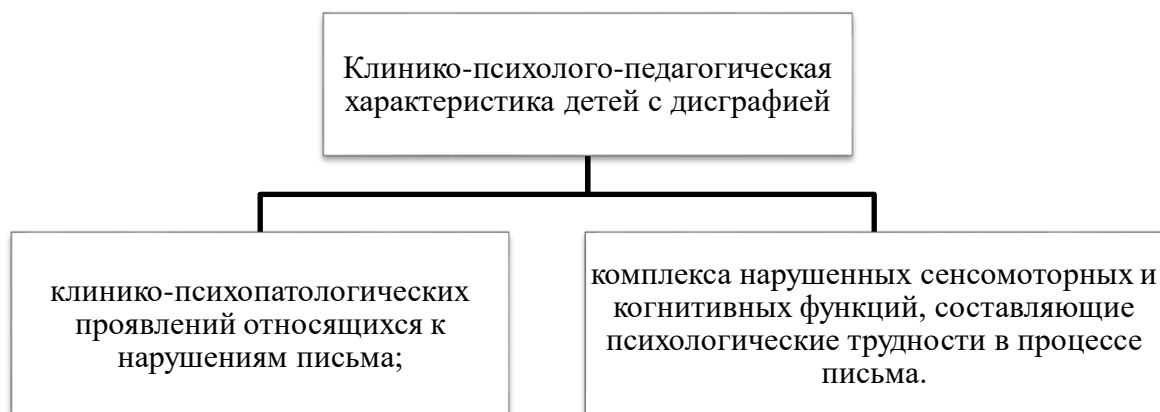 Клинико-психолого-педагогическая
характеристика детей с дисграфией
клинико-психопатологических
проявлений относящихся к
нарушениям письма;
комплекса нарушенных сенсомоторных и
когнитивных функций, составляющие
психологические трудности в процессе
письма.